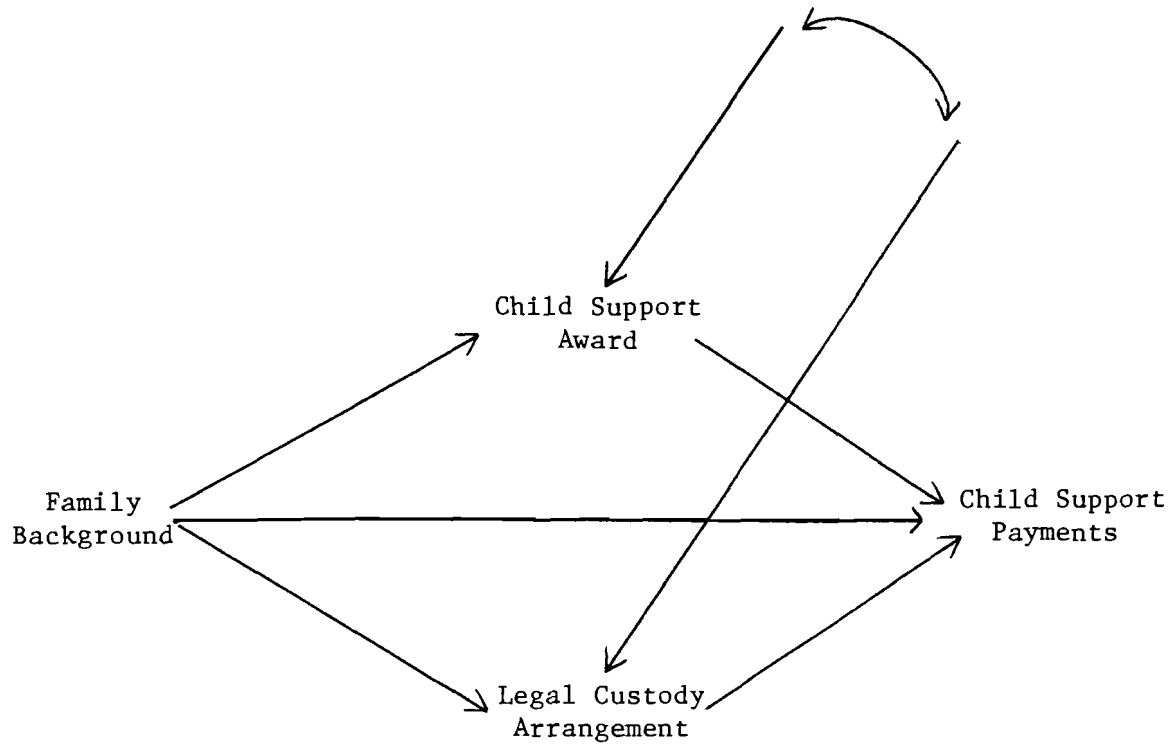 Child Support
Award
Family
Background
Child Support
Payments
Legal Custody
Arrangement